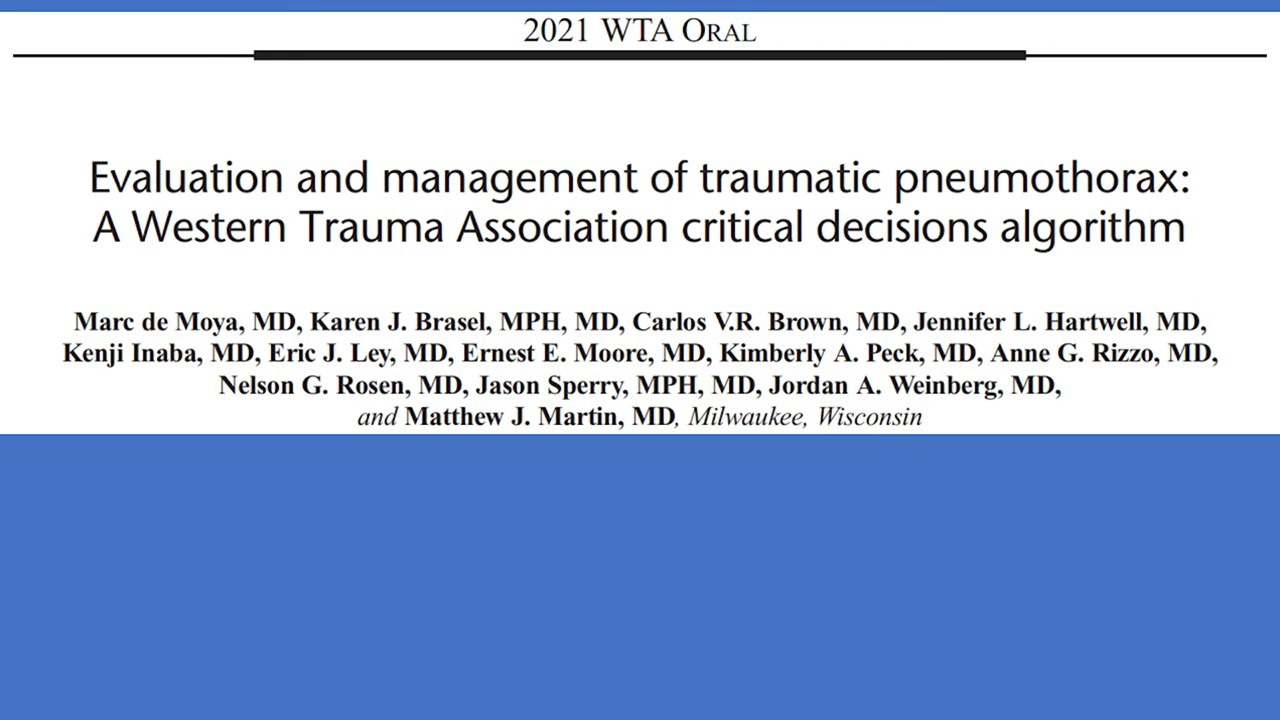 2021 WTA ORAL
Evaluation and management of traumatic pneumothorax:
A Western Trauma Association critical decisions algorithm
Marc de Moya, MD, Karen J. Brasel, MPH, MD, Carlos V.R. Brown, MD, Jennifer L. Hartwell, MD,
Kenji Inaba, MD, Eric J. Ley, MD, Ernest E. Moore, MD, Kimberly A. Peck, MD, Anne G. Rizzo, MD,
Nelson G. Rosen, MD, Jason Sperry, MPH, MD, Jordan A. Weinberg, MD,
and Matthew J. Martin, MD, Milwaukee, Wisconsin